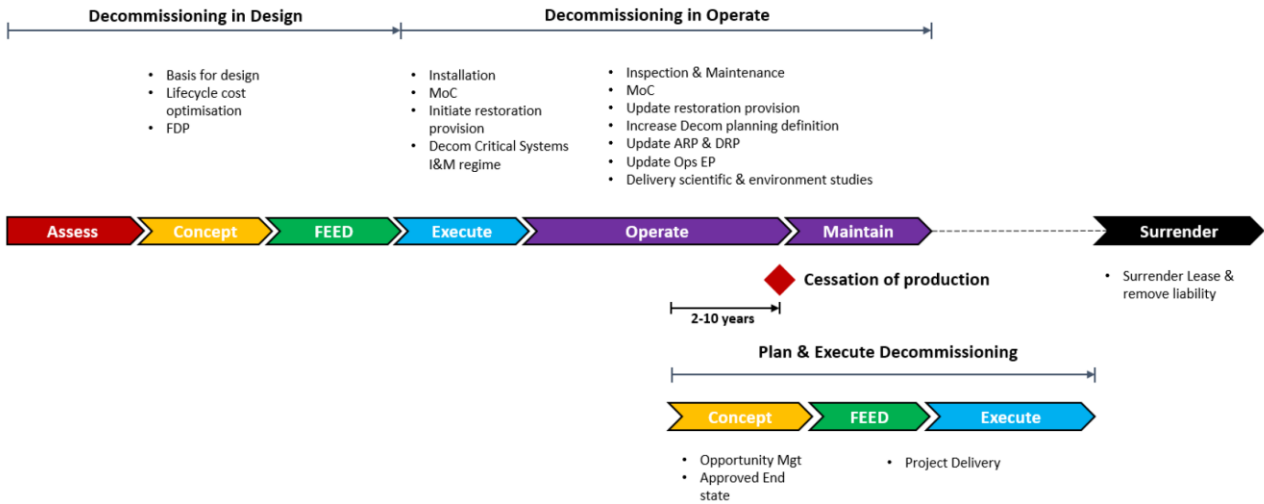 Decommissioning in Design
Decommissioning in Operate
• Basis for design
• Lifecycle cost
optimisation
• FDP
• Installation
• MoC
• Initiate restoration
provision
• Decom Critical Systems
I&M regime
• Inspection & Maintenance
• MoC
• Update restoration provision
• Increase Decom planning definition
• Update ARP & DRP
• Update Ops EP
• Delivery scientific & environment studies
Assess
Concept
FEED
Execute
Operate
Maintain
Surrender
Cessation of production
• Surrender Lease &
remove liability
2-10 years
Plan & Execute Decommissioning
Concept
FEED
Execute
• Opportunity Mgt
• Approved End
state
• Project Delivery